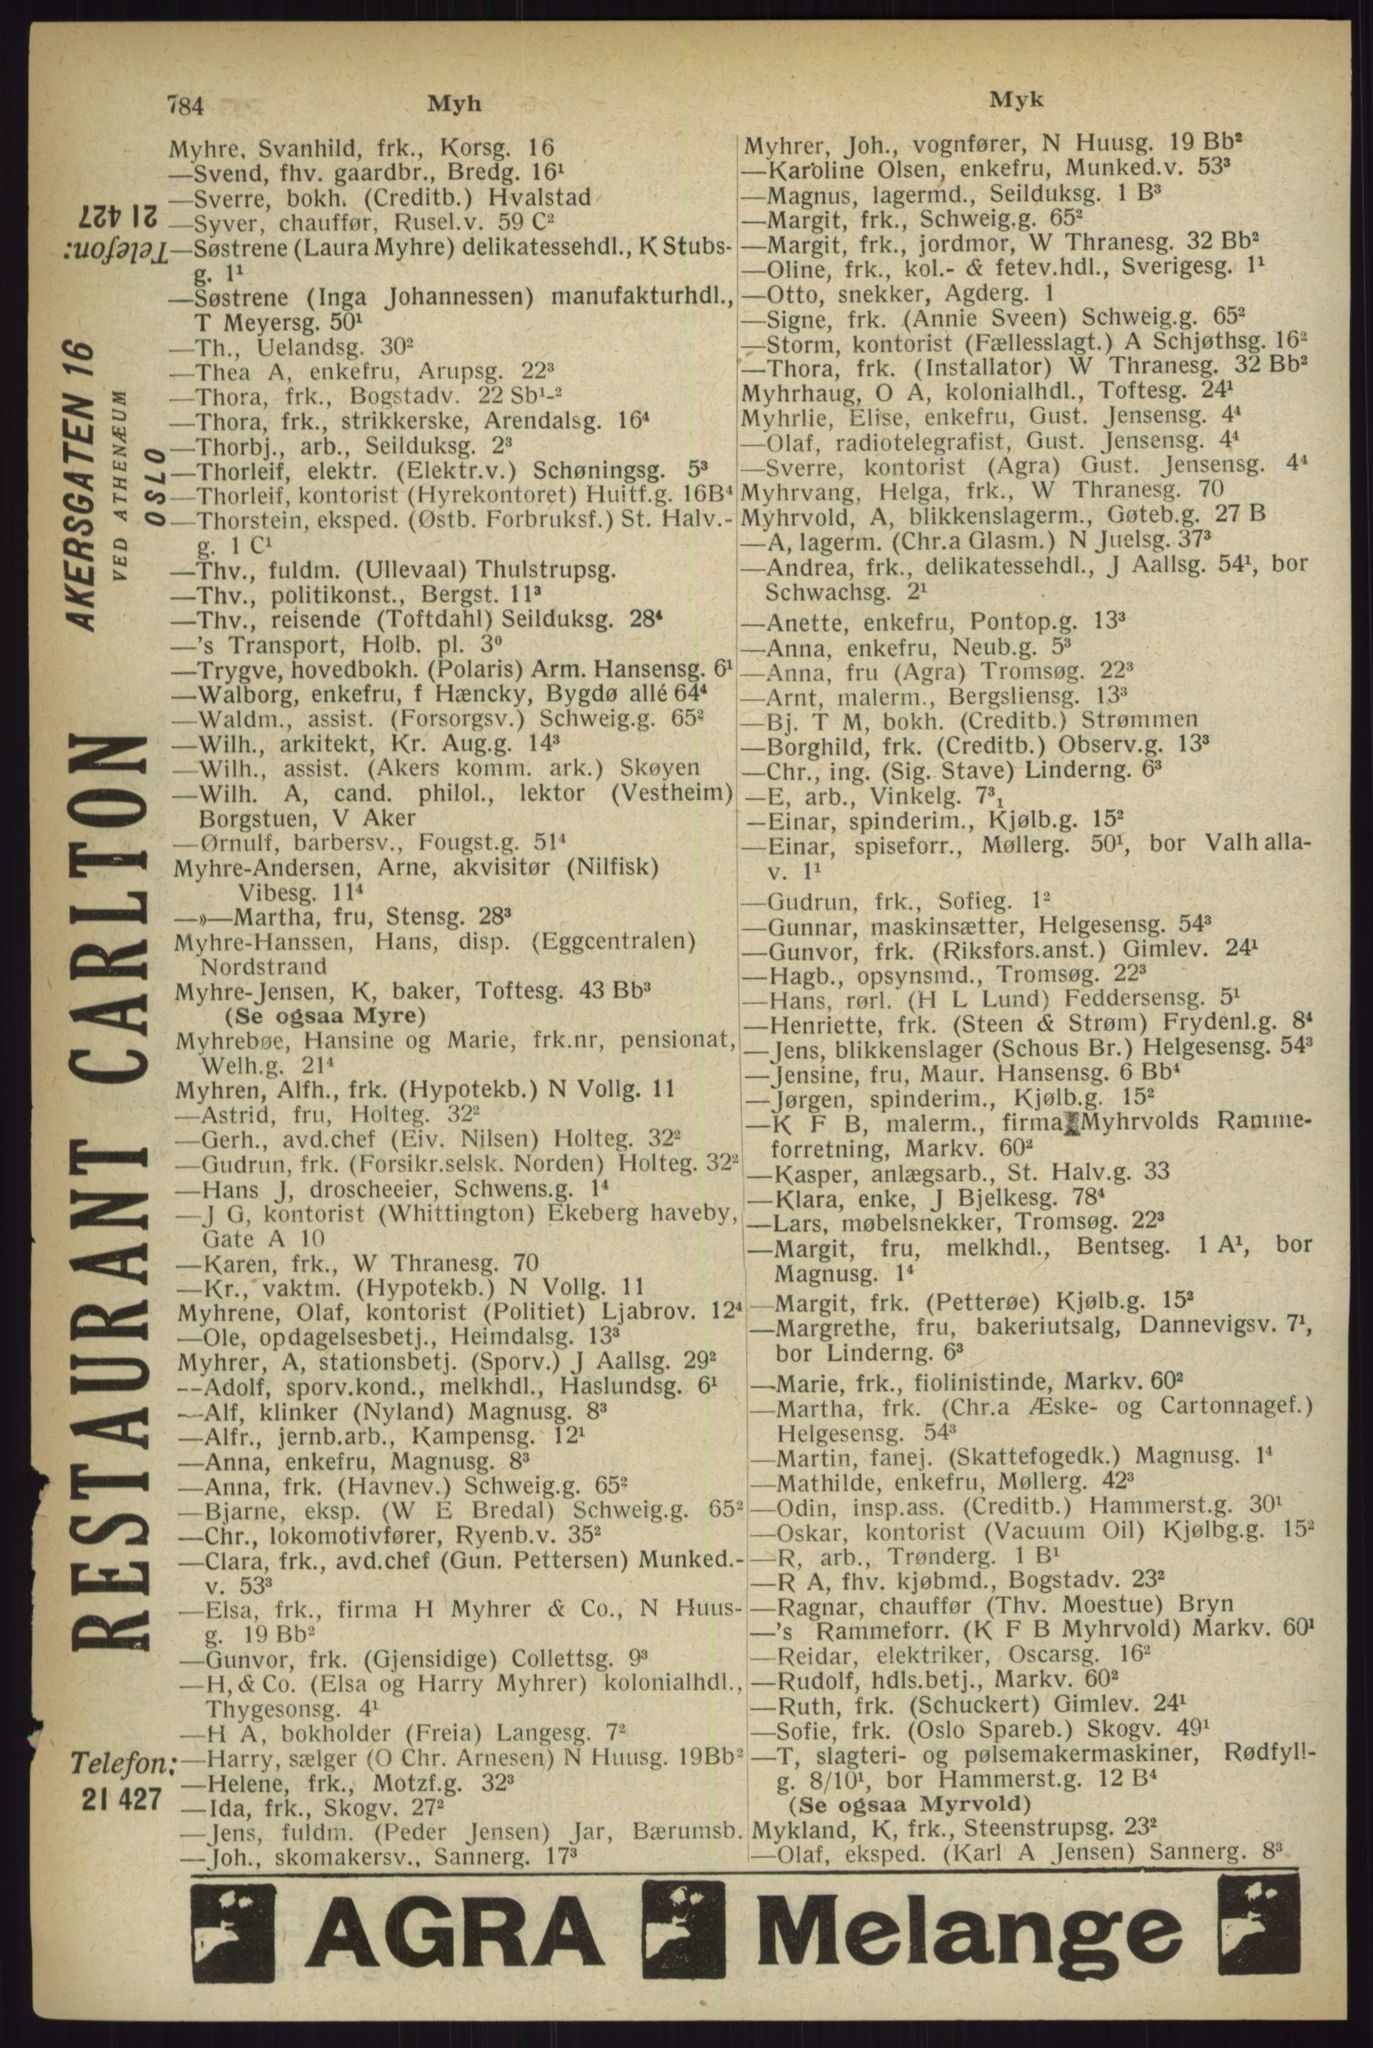 784 Myh
Myk
Myhre, Svanhild, frk., Korsg. 16
—Svend, fhv. gaardbr., Bredg. 16¹
—Sverre, bokh. (Creditb.) Hvalstad
—Syver, chauffør, Rusel.v. 59 C²
—Søstrene (Laura Myhre) delikatessehdl., K Stubs-
g. 1¹
—Søstrene (Inga Johannessen) manufakturhdl.,
T Meyersg. 50¹
—Th., Uelandsg. 30²
—Thea A, enkefru, Arupsg. 22³
—Thora, frk., Bogstadv. 22 Sb¹-²
—Thora, frk., strikkerske, Arendalsg. 16⁴
—Thorbj., arb., Seilduksg. 2³
—Thorleif, elektr. (Elektr.v.) Schøningsg. 5³
—Thorleif, kontorist (Hyrekontoret) Huitf.g. 16B⁴
—Thorstein, eksped. (Østb. Forbruksf.) St. Halv.-
g. 1 C¹
—Thv., fuldm. (Ullevaal) Thulstrupsg.
—Thv., politikonst., Bergst. 11³
—Thv., reisende (Toftdahl) Seilduksg. 28⁴
—'s Transport, Holb. pl. 3⁰
—Trygve, hovedbokh. (Polaris) Arm. Hansensg. 6¹
—Walborg, enkefru, f Hæncky, Bygdø allé 64⁴
—Waldm., assist. (Forsorgsv.) Schweig.g. 65²
—Wilh., arkitekt, Kr. Aug.g. 14³
—Wilh., assist. (Akers komm. ark.) Skøyen
—Wilh. A, cand. philol., lektor (Vestheim)
Borgstuen, V Aker
—Ørnulf, barbersv., Fougst.g. 51⁴
Myhre-Andersen, Arne, akvisitør (Nilfisk)
Vibesg. 11⁴
—»—Martha, fru, Stensg. 28³
Myhre-Hanssen, Hans, disp. (Eggcentralen)
Nordstrand
Myhre-Jensen, K, baker, Toftesg. 43 Bb³
(Se ogsaa Myre)
Myhrebøe, Hansine og Marie, frk.nr, pensionat,
Welh.g. 21⁴
Myhren, Alfh., frk. (Hypotekb.) N Vollg. 11
—Astrid, fru, Holteg. 32²
—Gerh., avd.chef (Eiv. Nilsen) Holteg. 32²
—Gudrun, frk. (Forsikr.selsk. Norden) Holteg. 32²
—Hans J, droscheeier, Schwens.g. 1⁴
—J G, kontorist (Whittington) Ekeberg haveby,
Gate A 10
—Karen, frk., W Thranesg. 70
—Kr., vaktm. (Hypotekb.) N Vollg. 11
Myhrene, Olaf, kontorist (Politiet) Ljabrov. 12⁴
—Ole, opdagelsesbetj., Heimdalsg. 13³
Myhrer, A, stationsbetj. (Sporv.) J Aallsg. 29²
--Adolf, sporv.kond., melkhdl., Haslundsg. 6¹
—Alf, klinker (Nyland) Magnusg. 8³
—Alfr., jernb.arb., Kampensg. 12¹
—Anna, enkefru, Magnusg. 8³
—Anna, frk. (Havnev.) Schweig.g. 65²
—Bjarne, eksp. (W E Bredal) Schweig.g. 65²
—Chr., lokomotivfører, Ryenb.v. 35²
—Clara, frk., avd.chef (Gun. Pettersen) Munked.-
v. 53³
—Elsa, frk., firma H Myhrer & Co., N Huus-
g. 19 Bb²
—Gunvor, frk. (Gjensidige) Collettsg. 9³
—H, & Co. (Elsa og Harry Myhrer) kolonialhdl.,
Thygesonsg. 4¹
—H A, bokholder (Freia) Langesg. 7²
—Harry, sælger (O Chr. Arnesen) N Huusg. 19Bb²
—Helene, frk., Motzf.g. 32³
—Ida, frk., Skogv. 27²
—Jens, fuldm. (Peder Jensen) Jar, Bærumsb.
—Joh., skomakersv., Sannerg. 17³
Myhrer, Joh., vognfører, N Huusg. 19 Bb²
—Karoline Olsen, enkefru, Munked.v. 53³
—Magnus, lagermd., Seilduksg. 1 B³
—Margit, frk., Schweig.g. 65²
—Margit, frk., jordmor, W Thranesg. 32 Bb²
—Oline, frk., kol.- & fetev.hdl., Sverigesg. 1¹
—Otto, snekker, Agderg. 1
—Signe, frk. (Annie Sveen) Schweig.g. 65²
—Storm, kontorist (Fællesslagt.) A Schjøthsg. 16²
—Thora, frk. (Installator) W Thranesg. 32 Bb²
Myhrhaug, O A, kolonialhdl., Toftesg. 24¹
Myhrlie, Elise, enkefru, Gust. Jensensg. 4⁴
—Olaf, radiotelegrafist, Gust. Jensensg. 4⁴
—Sverre, kontorist (Agra) Gust. Jensensg. 4⁴
Myhrvang, Helga, frk., W Thranesg. 70
Myhrvold, A, blikkenslagerm., Gøteb.g. 27 B
—A, lagerm. (Chr.a Glasm.) N Juelsg. 37³
—Andrea, frk., delikatessehdl., J Aallsg. 54¹, bor
Schwachsg. 2¹
—Anette, enkefru, Pontop.g. 13³
—Anna, enkefru, Neub.g. 5³
—Anna, fru (Agra) Tromsøg. 22³
—Arnt, malerm., Bergsliensg. 13³
—Bj. T M, bokh. (Creditb.) Strømmen
—Borghild, frk. (Creditb.) Observ.g. 13³
—Chr., ing. (Sig. Stave) Linderng. 6³
—E, arb., Vinkelg. 7³₁
—Einar, spinderim., Kjølb.g. 15²
—Einar, spiseforr., Møllerg. 50¹, bor Valhalla-
v. 1¹
—Gudrun, frk., Sofieg. 1²
—Gunnar, maskinsætter, Helgesensg. 54³
—Gunvor, frk. (Riksfors.anst.) Gimlev. 24¹
—Hagb., opsynsmd., Tromsøg. 22³
—Hans, rørl. (H L Lund) Feddersensg. 5¹
—Henriette, frk. (Steen & Strøm) Frydenl.g. 8⁴
—Jens, blikkenslager (Schous Br.) Helgesensg. 54³
—Jensine, fru, Maur. Hansensg. 6 Bb⁴
—Jørgen, spinderim., Kjølb.g. 15²
—K F B, malerm., firma Myhrvolds Ramme-
forretning, Markv. 60²
—Kasper, anlægsarb., St. Halv.g. 33
—Klara, enke, J Bjelkesg. 78⁴
—Lars, møbelsnekker, Tromsøg. 22³
—Margit, fru, melkhdl., Bentseg. 1 A¹, bor
Magnusg. 1⁴
—Margit, frk. (Petterøe) Kjølb.g. 15²
—Margrethe, fru, bakeriutsalg, Dannevigsv. 7¹,
bor Linderng. 6³
—Marie, frk., fiolinistinde, Markv. 60²
—Martha, frk. (Chr.a Æske- og Cartonnagef.)
Helgesensg. 54³
—Martin, fanej. (Skattefogedk.) Magnusg. 1⁴
—Mathilde, enkefru, Møllerg. 42³
—Odin, insp.ass. (Creditb.) Hammerst.g. 30¹
—Oskar, kontorist (Vacuum Oil) Kjølbg.g. 15²
—R, arb., Trønderg. 1 B¹
—R A, fhv. kjøbmd., Bogstadv. 23²
—Ragnar, chauffør (Thv. Moestue) Bryn
—'s Rammeforr. (K F B Myhrvold) Markv. 60¹
—Reidar, elektriker, Oscarsg. 16²
—Rudolf, hdls.betj., Markv. 60²
—Ruth, frk. (Schuckert) Gimlev. 24¹
—Sofie, frk. (Oslo Spareb.) Skogv. 49¹
—T, slagteri- og pølsemakermaskiner, Rødfyll-
g. 8/10¹, bor Hammerst.g. 12 B⁴
(Se ogsaa Myrvold)
Mykland, K, frk., Steenstrupsg. 23²
—Olaf, eksped. (Karl A Jensen) Sannerg. 8³
Telefon:
21 427
RESTAURANT CARLTON
AKERSGATEN 16
VED ATHENÆUM
OSLO
Telefon:
21 427
AGRA Melange